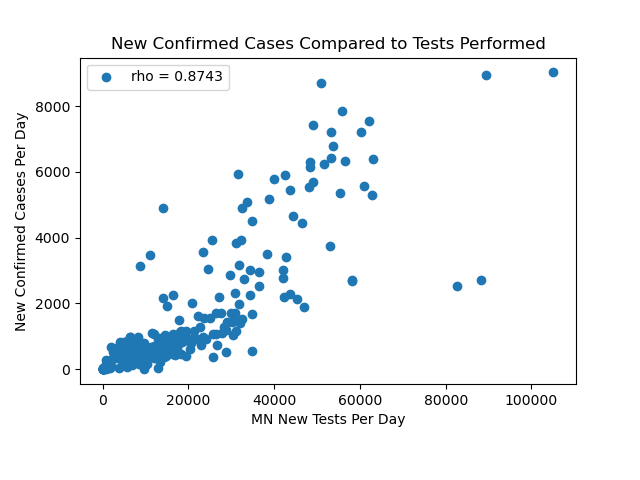 New Confirmed Cases Compared to Tests Performed
rho = 0.8743
New Confirmed Caeses Per Day
8000
6000
4000
2000
0
0 20000 40000 60000 80000 100000
MN New Tests Per Day